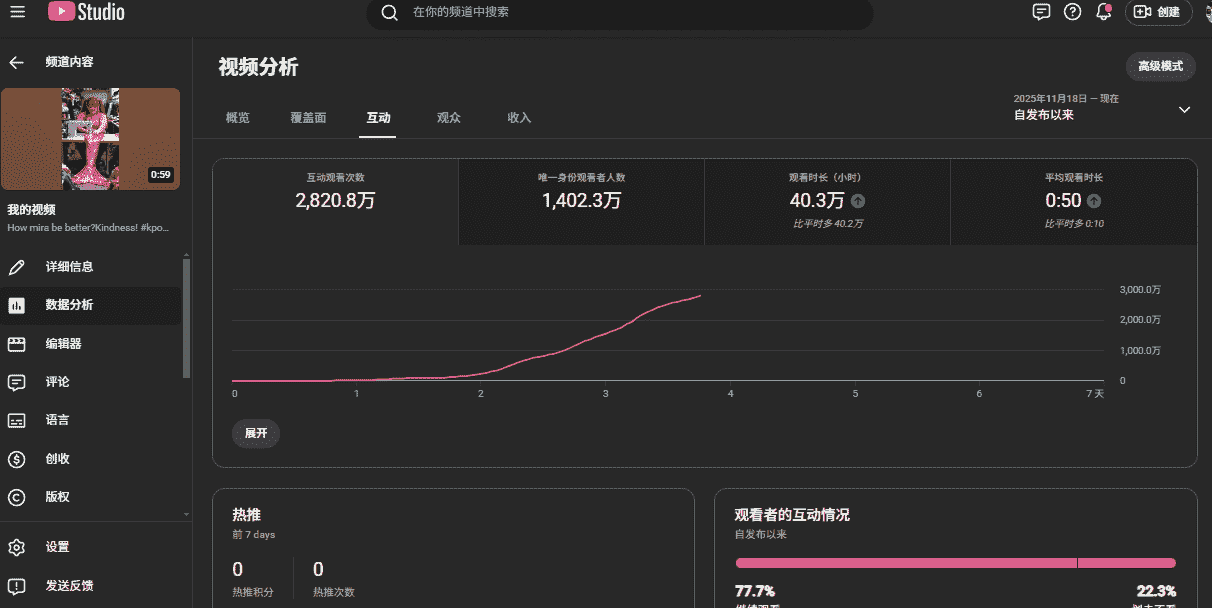 Studio
在你的频道中搜索
创建
频道内容
0:59
我的视频
How mira be better?Kindness! #kpo...
详细信息
数据分析
编辑器
评论
语言
创收
版权
设置
发送反馈
视频分析
高级模式
概览
覆盖面
互动
观众
收入
2025年11月18日 – 现在
自发布以来
互动观看次数
2,820.8万
唯一身份观看者人数
1,402.3万
观看时长（小时）
40.3万
比平时多 40.2万
平均观看时长
0:50
比平时多 0:10
3,000.0万
2,000.0万
1,000.0万
0
0 1 2 3 4 5 6 7 天
展开
热推
前 7 days
0
热推积分
0
热推次数
观看者的互动情况
自发布以来
77.7%
22.3%
继续观看